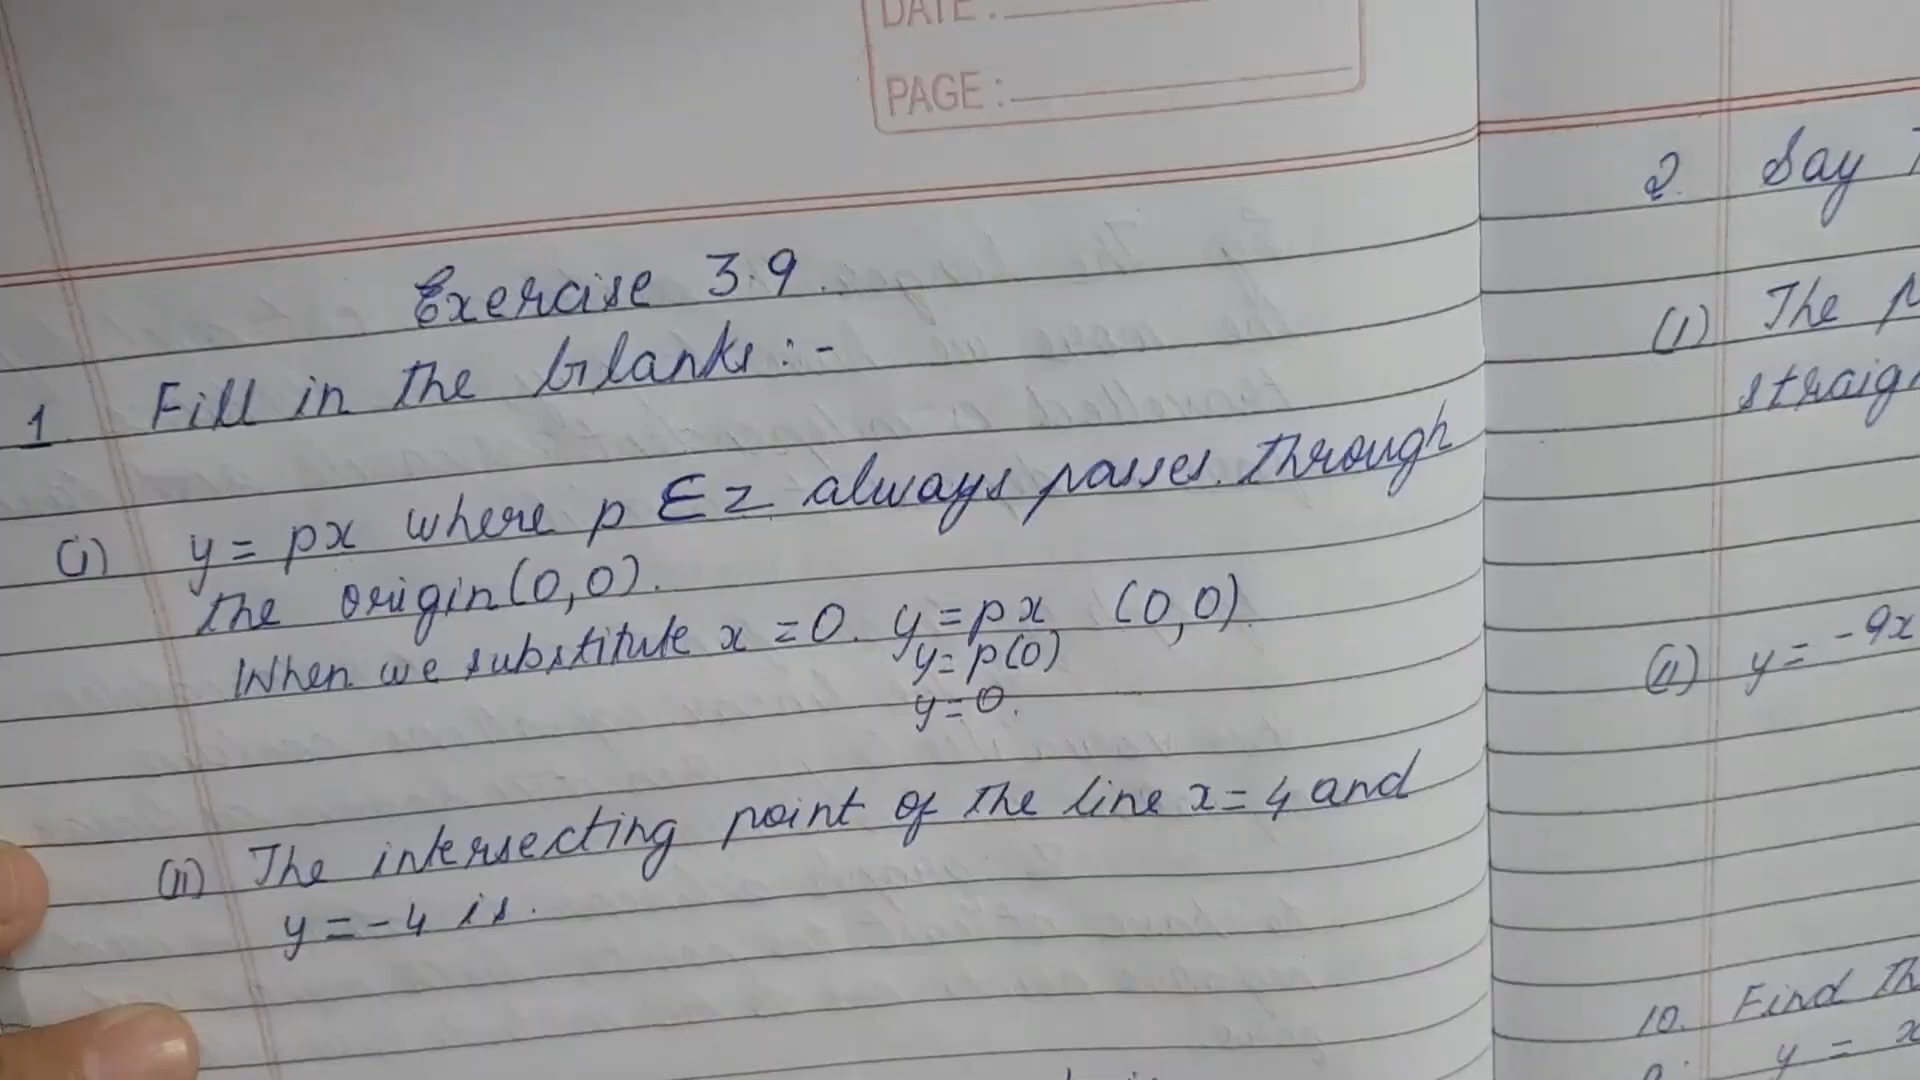 DATE :
PAGE :
Exercise 3.9.
1. Fill in the blanks :-
(i) y = px where p ∈ z always passes through
the origin (0,0).
When we substitute x = 0. y = px (0,0).
y = p(0)
y = 0.
(ii) The intersecting point of the line x = 4 and
y = -4 is.
2. Say
(i) The
straig
(ii) y = -9x
10. Find th
y = x